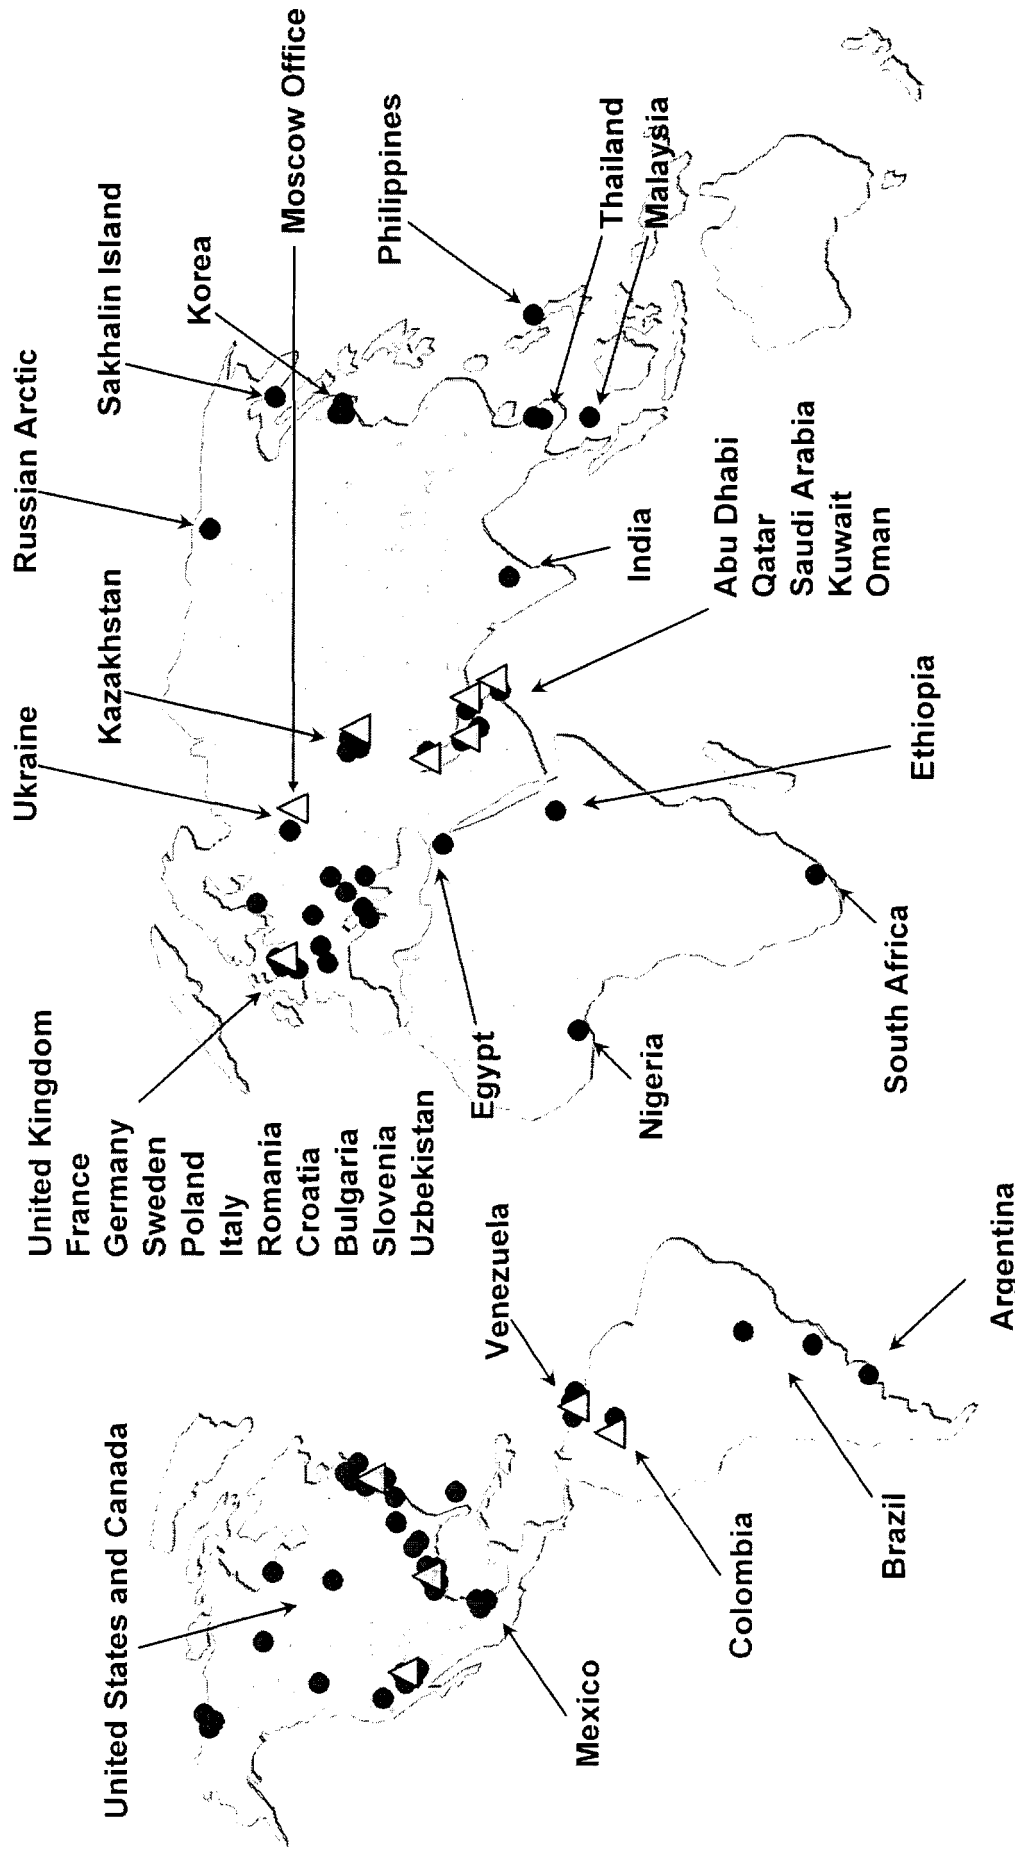 United States and Canada
Mexico
Colombia
Venezuela
Brazil
Argentina
United Kingdom
France
Germany
Sweden
Poland
Italy
Romania
Croatia
Bulgaria
Slovenia
Uzbekistan
Egypt
Nigeria
South Africa
Ethiopia
Ukraine
Kazakhstan
Russian Arctic
Sakhalin Island
Korea
Moscow Office
Philippines
Thailand
Malaysia
India
Abu Dhabi
Qatar
Saudi Arabia
Kuwait
Oman